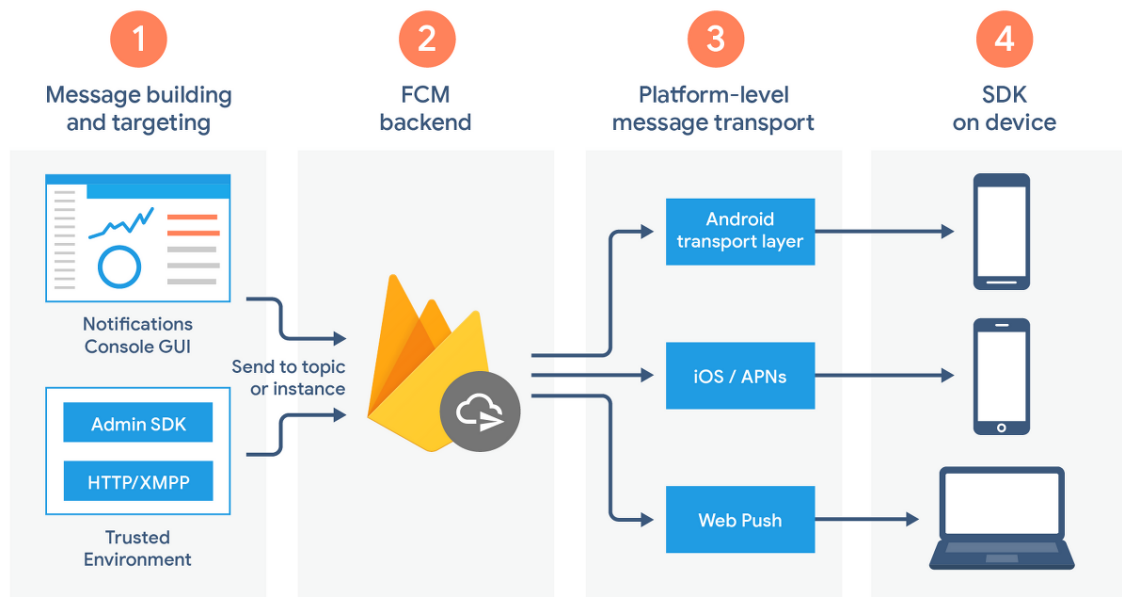 1
Message building
and targeting
2
FCM
backend
3
Platform-level
message transport
4
SDK
on device
Notifications
Console GUI
Send to topic
or instance
Admin SDK
HTTP/XMPP
Trusted
Environment
Android
transport layer
iOS / APNs
Web Push